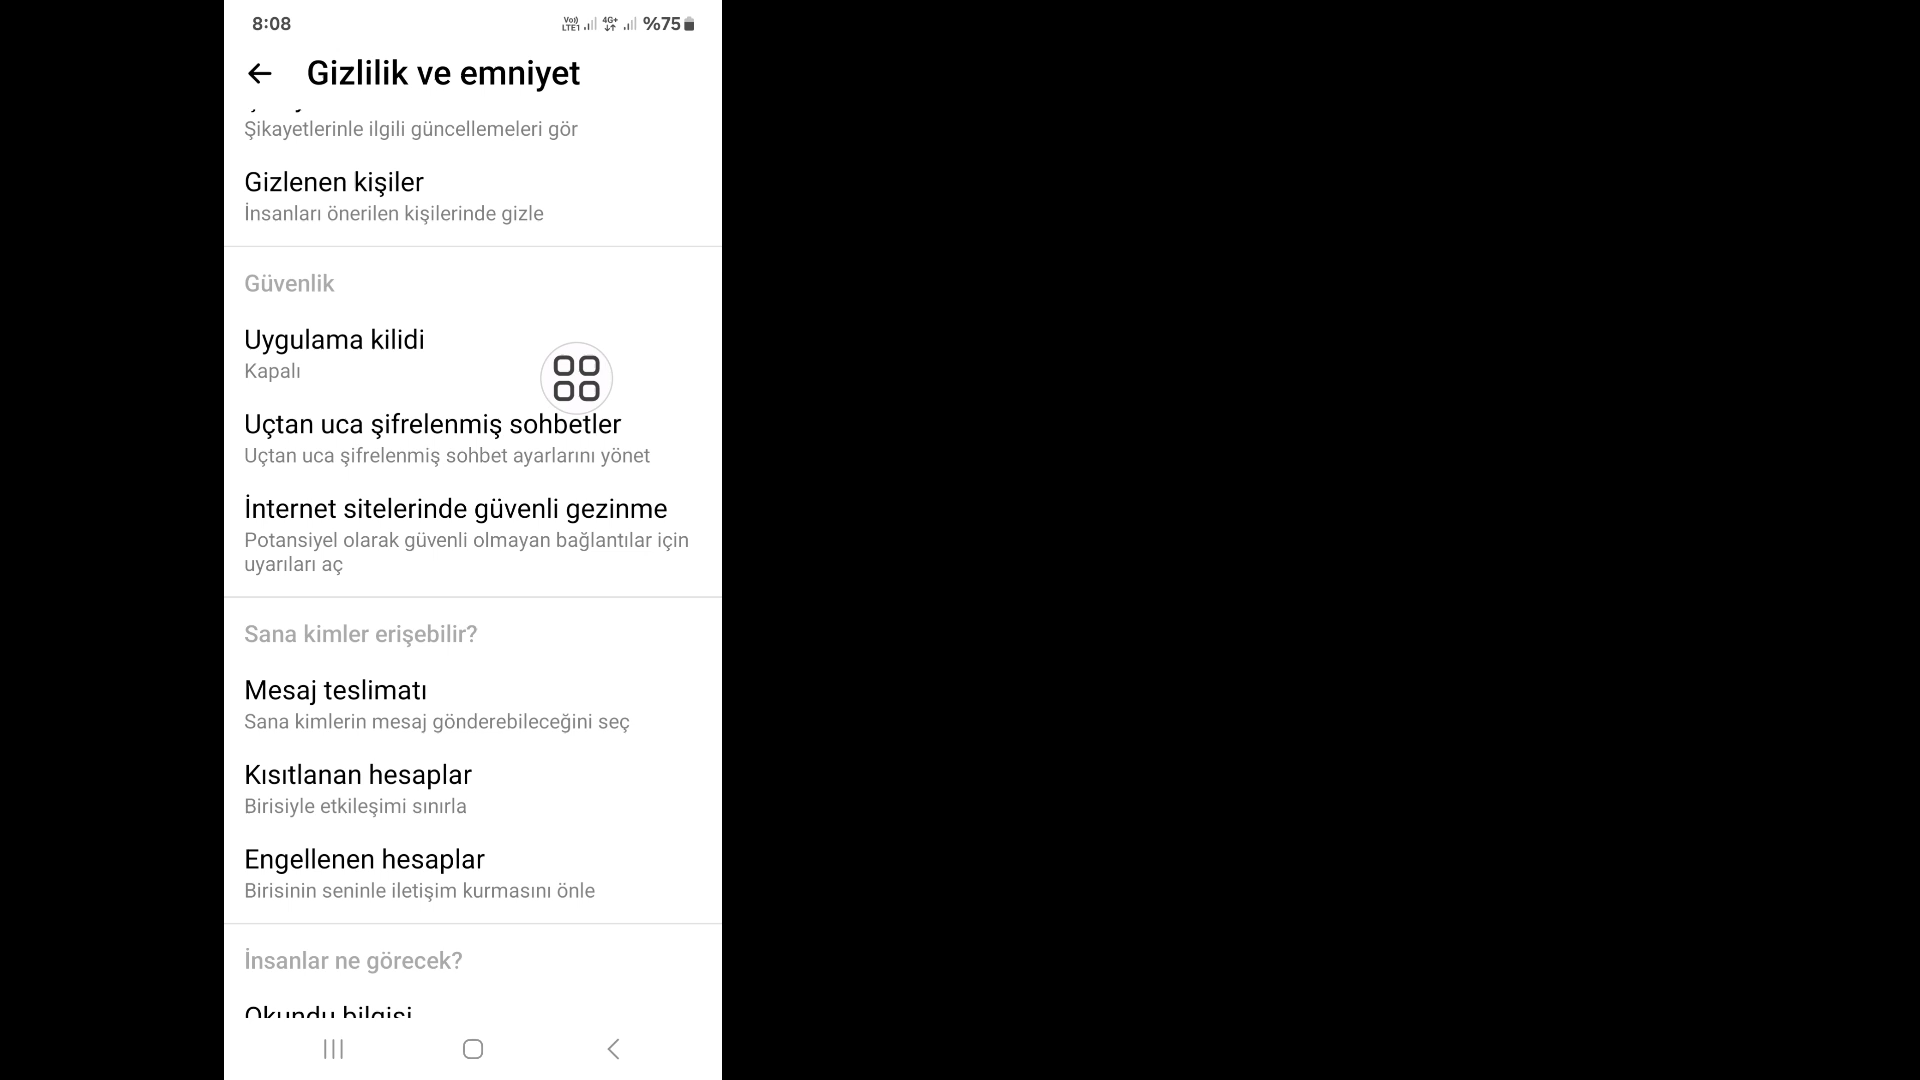 8:08
Vo)) LTE1 4G+ %75
Gizlilik ve emniyet
Şikayetlerinle ilgili güncellemeleri gör
Gizlenen kişiler
İnsanları önerilen kişilerinde gizle
Güvenlik
Uygulama kilidi
Kapalı
Uçtan uca şifrelenmiş sohbetler
Uçtan uca şifrelenmiş sohbet ayarlarını yönet
İnternet sitelerinde güvenli gezinme
Potansiyel olarak güvenli olmayan bağlantılar için
uyarıları aç
Sana kimler erişebilir?
Mesaj teslimatı
Sana kimlerin mesaj gönderebileceğini seç
Kısıtlanan hesaplar
Birisiyle etkileşimi sınırla
Engellenen hesaplar
Birisinin seninle iletişim kurmasını önle
İnsanlar ne görecek?
Okundu bilgisi